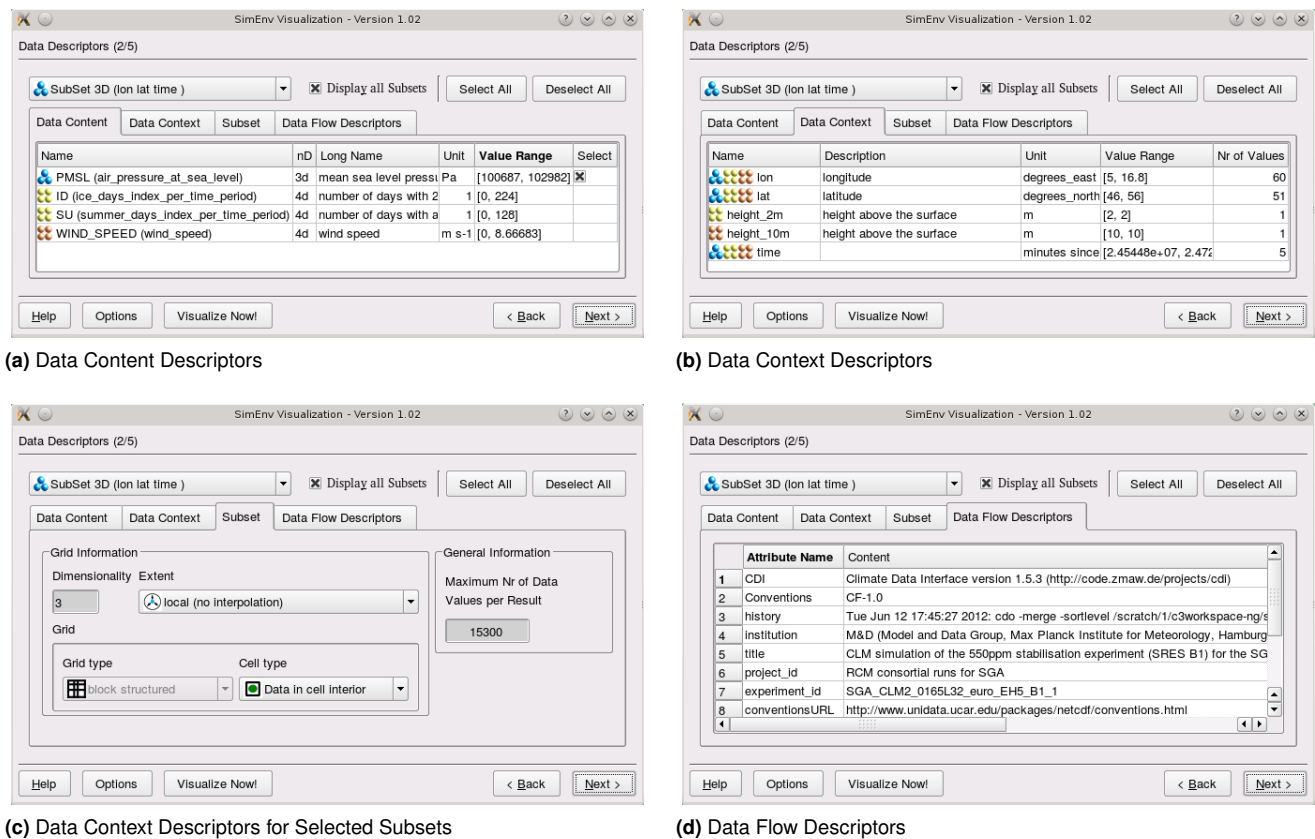 SimEnv Visualization - Version 1.02
Data Descriptors (2/5)
SubSet 3D (lon lat time )
Display all Subsets
Select All
Deselect All
Data Content
Data Context
Subset
Data Flow Descriptors
Name nD Long Name Unit Value Range Select
PMSL (air_pressure_at_sea_level) 3d mean sea level pressu Pa [100687, 102982]
ID (ice_days_index_per_time_period) 4d number of days with 2 1 [0, 224]
SU (summer_days_index_per_time_period) 4d number of days with a 1 [0, 128]
WIND_SPEED (wind_speed) 4d wind speed m s-1 [0, 8.66683]
Help
Options
Visualize Now!
< Back
Next >
(a) Data Content Descriptors
SimEnv Visualization - Version 1.02
Data Descriptors (2/5)
SubSet 3D (lon lat time )
Display all Subsets
Select All
Deselect All
Data Content
Data Context
Subset
Data Flow Descriptors
Name Description Unit Value Range Nr of Values
lon longitude degrees_east [5, 16.8] 60
lat latitude degrees_north [46, 56] 51
height_2m height above the surface m [2, 2] 1
height_10m height above the surface m [10, 10] 1
time minutes since [2.45448e+07, 2.472 5
Help
Options
Visualize Now!
< Back
Next >
(b) Data Context Descriptors
SimEnv Visualization - Version 1.02
Data Descriptors (2/5)
SubSet 3D (lon lat time )
Display all Subsets
Select All
Deselect All
Data Content
Data Context
Subset
Data Flow Descriptors
Grid Information
Dimensionality Extent
3 local (no interpolation)
Grid
Grid type Cell type
block structured Data in cell interior
General Information
Maximum Nr of Data
Values per Result
15300
Help
Options
Visualize Now!
< Back
Next >
(c) Data Context Descriptors for Selected Subsets
SimEnv Visualization - Version 1.02
Data Descriptors (2/5)
SubSet 3D (lon lat time )
Display all Subsets
Select All
Deselect All
Data Content
Data Context
Subset
Data Flow Descriptors
Attribute Name Content
1 CDI Climate Data Interface version 1.5.3 (http://code.zmaw.de/projects/cdi)
2 Conventions CF-1.0
3 history Tue Jun 12 17:45:27 2012: cdo -merge -sortlevel /scratch/1/c3workspace-ng/s
4 institution M&D (Model and Data Group, Max Planck Institute for Meteorology, Hamburg
5 title CLM simulation of the 550ppm stabilisation experiment (SRES B1) for the SG
6 project_id RCM consortial runs for SGA
7 experiment_id SGA_CLM2_0165L32_euro_EH5_B1_1
8 conventionsURL http://www.unidata.ucar.edu/packages/netcdf/conventions.html
Help
Options
Visualize Now!
< Back
Next >
(d) Data Flow Descriptors